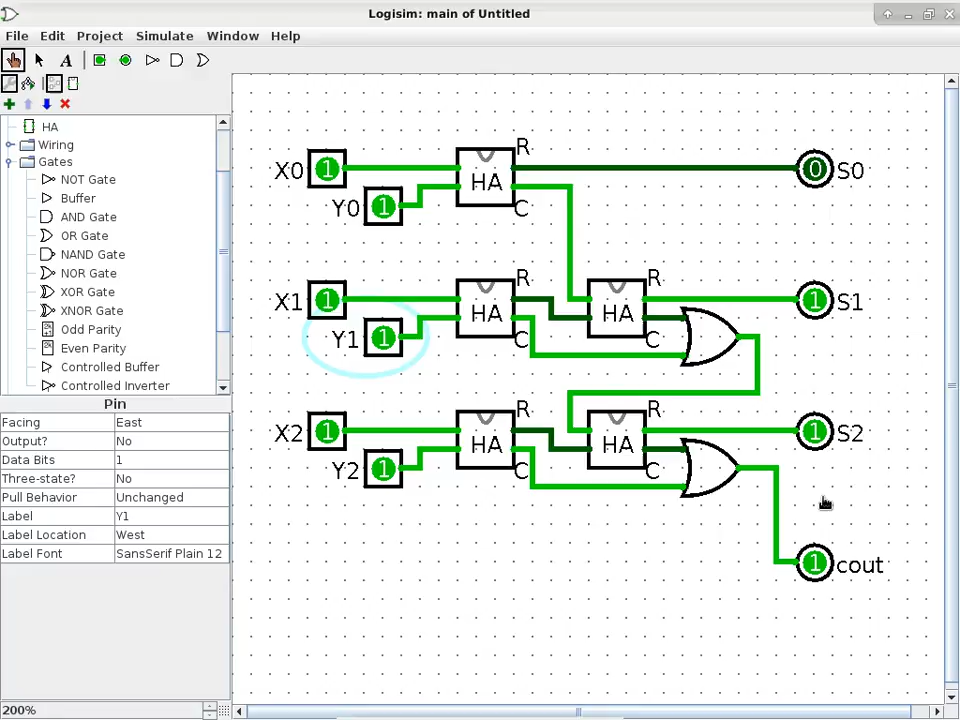 Logisim: main of Untitled
File Edit Project Simulate Window Help
A
HA
Wiring
Gates
NOT Gate
Buffer
AND Gate
OR Gate
NAND Gate
NOR Gate
XOR Gate
XNOR Gate
Odd Parity
Even Parity
Controlled Buffer
Controlled Inverter
Pin
Facing East
Output? No
Data Bits 1
Three-state? No
Pull Behavior Unchanged
Label Y1
Label Location West
Label Font SansSerif Plain 12
200%
R
X0 1 HA 0 S0
Y0 1 C
R R
X1 1 HA HA 1 S1
Y1 1 C C
R R
X2 1 HA HA 1 S2
Y2 1 C C
1 cout